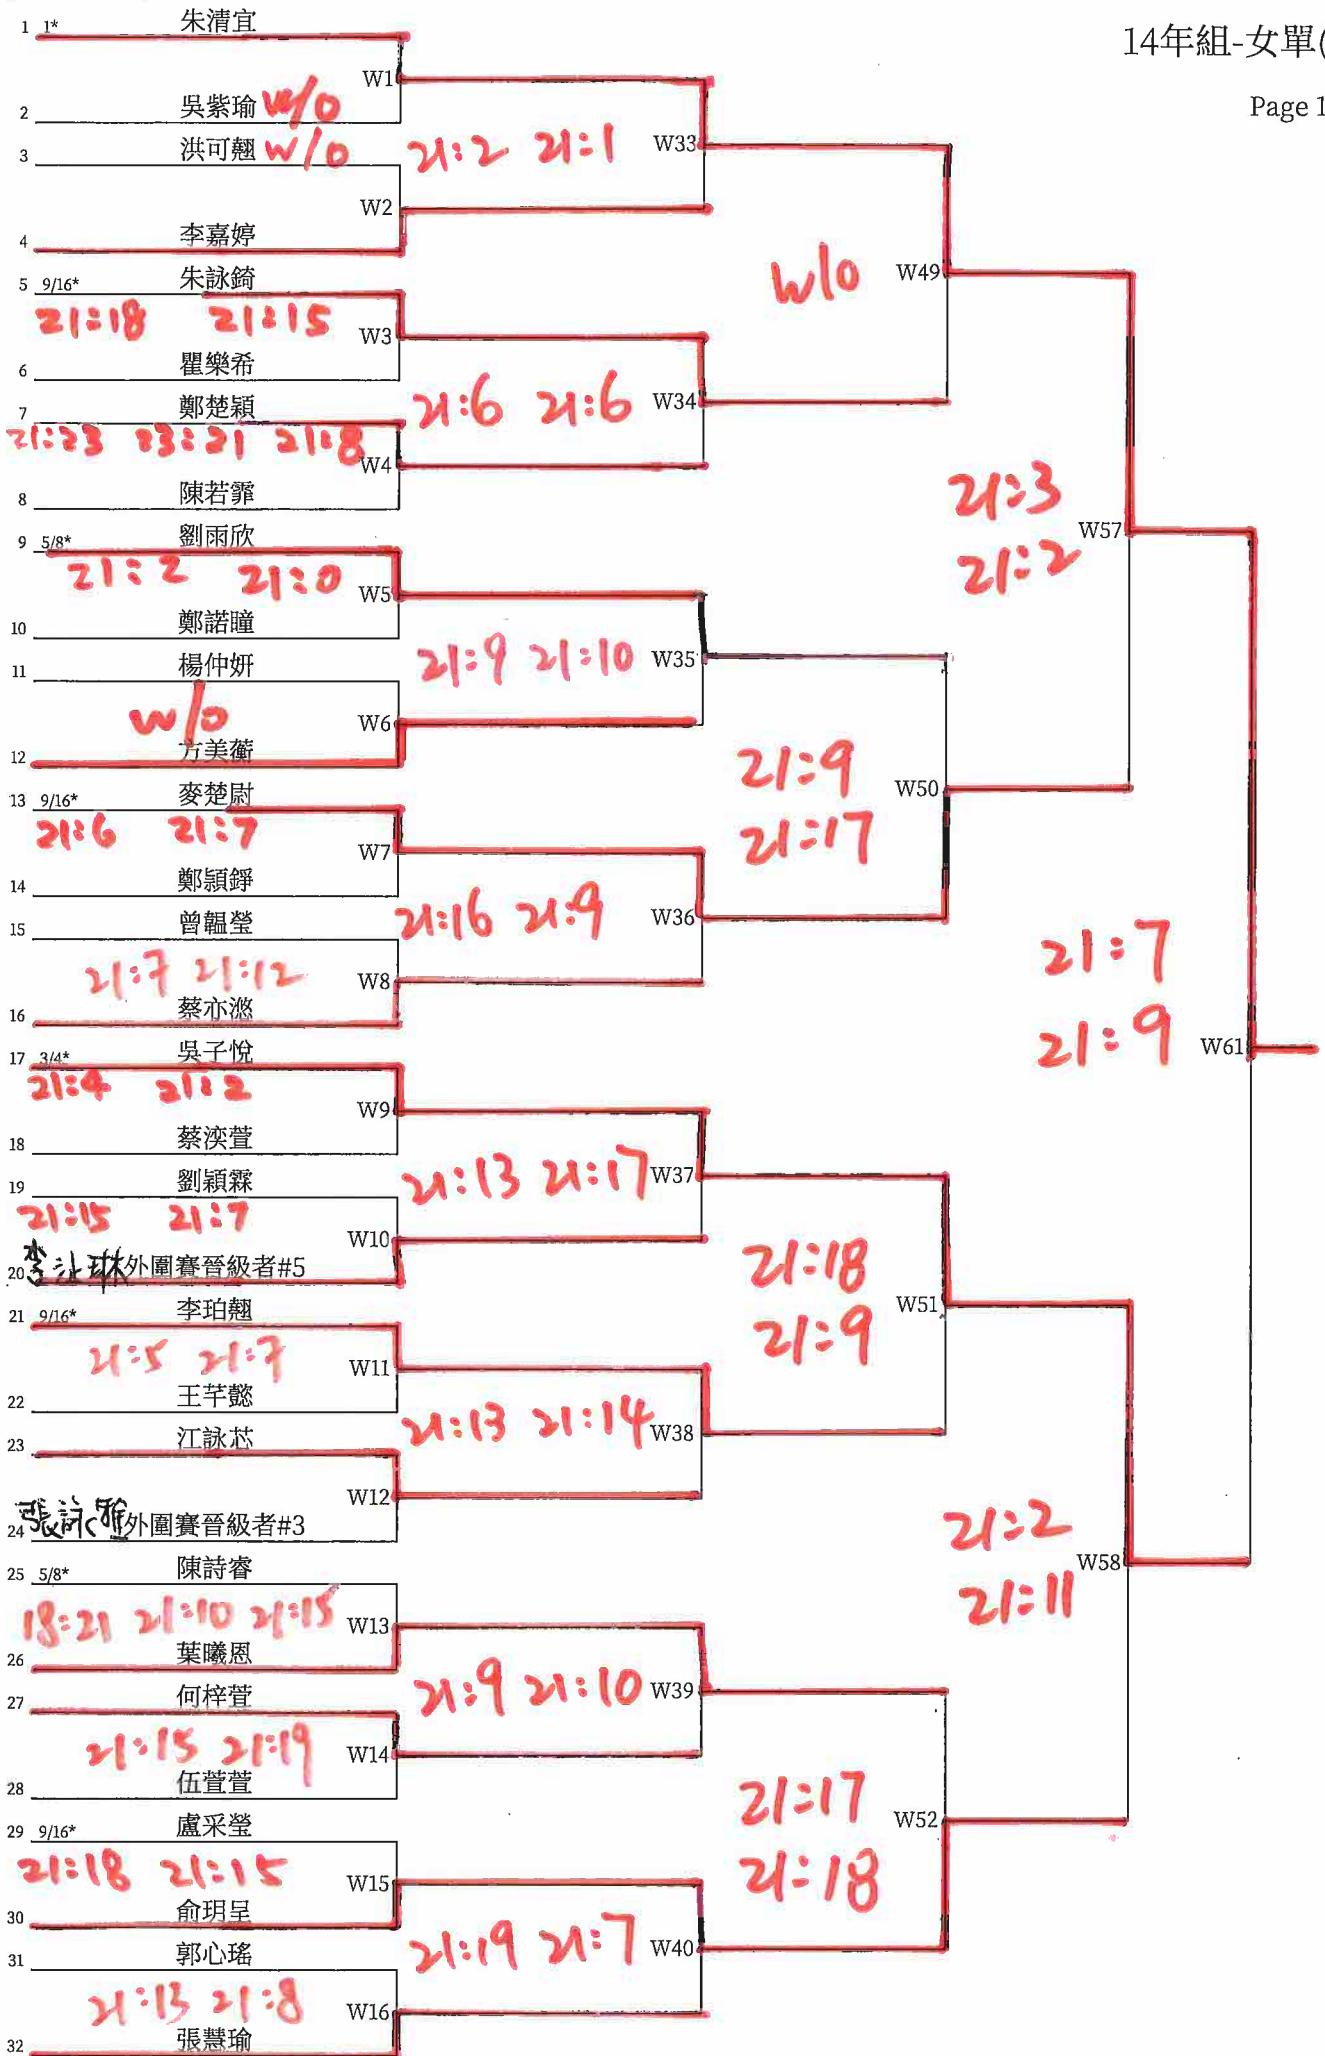 14年組-女單(
Page 1
1 1* 朱清宜
W1
2 吳紫瑜 w/o
3 洪可翹 w/o
21:2 21:1 W33
W2
4 李嘉婷
5 9/16* 朱詠錡
21:18 21:15
W3
w/o W49
6 瞿樂希
7 鄭楚穎
21:23 23:21 21:8
W4
21:6 21:6 W34
8 陳若霏
21:3
21:2
W57
9 5/8* 劉雨欣
21:2 21:0
W5
10 鄭諾瞳
21:9 21:10 W35
11 楊仲妍
w/o
W6
12 方美蘅
21:9
21:17
W50
13 9/16* 麥楚尉
21:6 21:7
W7
14 鄭頴錚
21:16 21:9 W36
15 曾韞瑩
21:7 21:12
W8
16 蔡亦滺
21:7
21:9
W61
17 3/4* 吳子悅
21:4 21:2
W9
18 蔡湙萱
21:13 21:17 W37
19 劉穎霖
21:15 21:7
W10
20 李沚琳外圍賽晉級者#5
21:18
21:9
W51
21 9/16* 李珀翹
21:5 21:7
W11
22 王芊懿
21:13 21:14 W38
23 江詠芯
W12
24 張詠雅外圍賽晉級者#3
21:2
21:11
W58
25 5/8* 陳詩睿
18:21 21:10 21:15
W13
26 葉曦恩
21:9 21:10 W39
27 何梓萱
21:15 21:19
W14
28 伍萱萱
21:17
21:18
W52
29 9/16* 盧采瑩
21:18 21:15
W15
30 俞玥呈
21:19 21:7 W40
31 郭心瑤
21:13 21:8
W16
32 張慧瑜